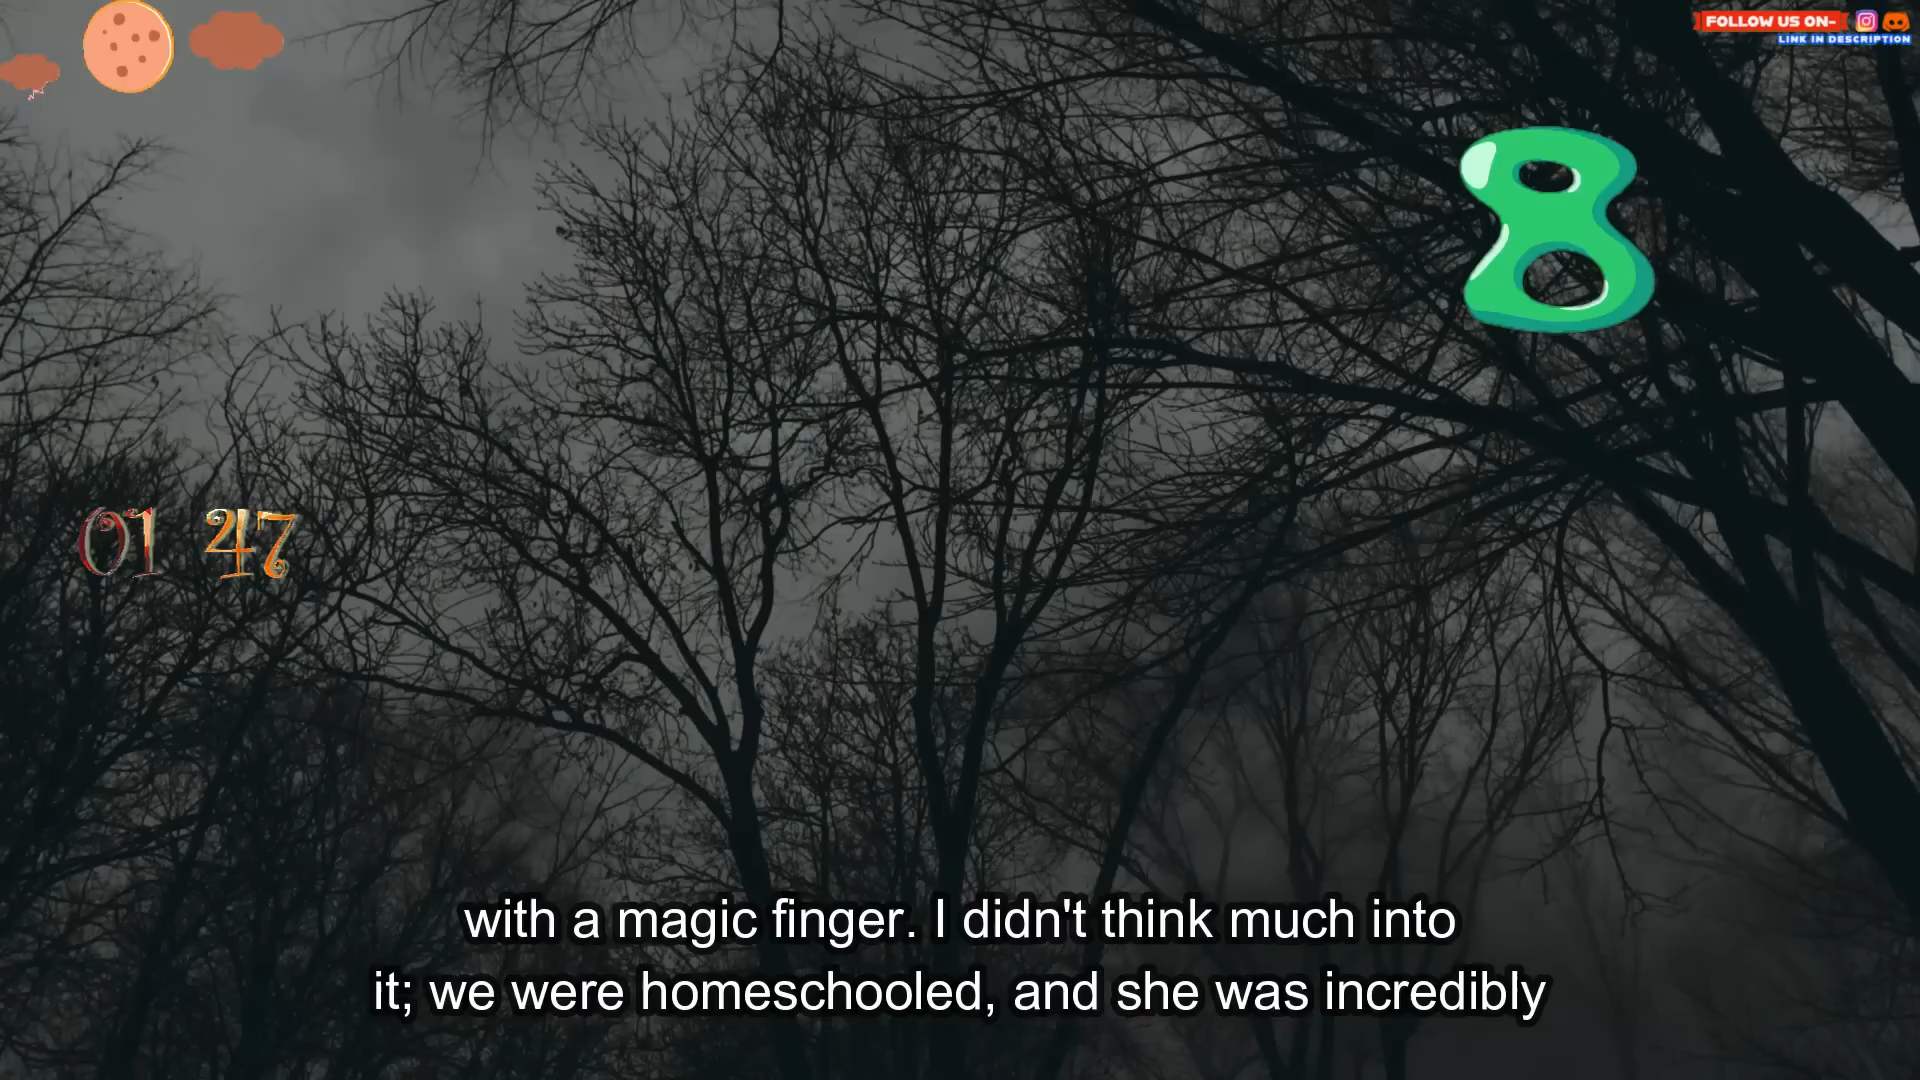 FOLLOW US ON-
LINK IN DESCRIPTION
8
01 47
with a magic finger. I didn't think much into
it; we were homeschooled, and she was incredibly